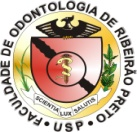 FACULDADE DE ODONTOLOGIA DE RIBEIRÃO PRETO
SCIENTIA LUX SALUTIS
• USP •